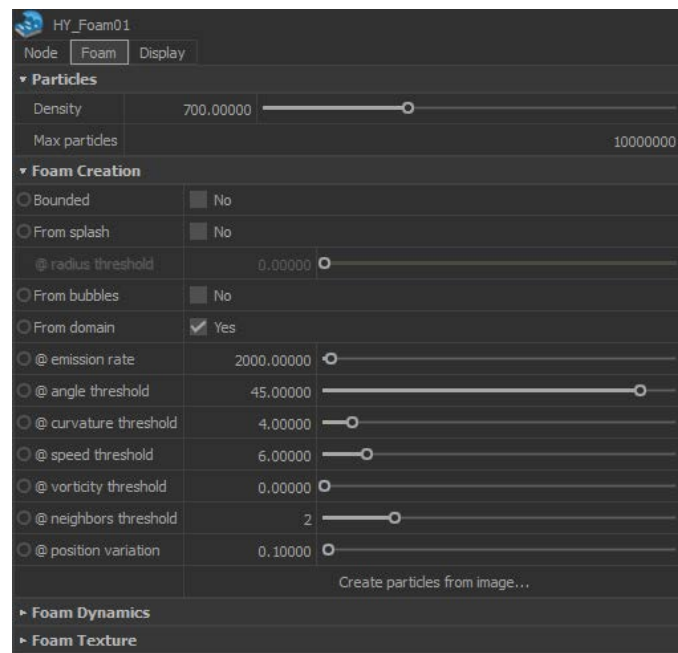 HY_Foam01
Node Foam Display
Particles
Density 700.00000
Max particles 10000000
Foam Creation
Bounded No
From splash No
@ radius threshold 0.00000
From bubbles No
From domain Yes
@ emission rate 2000.00000
@ angle threshold 45.00000
@ curvature threshold 4.00000
@ speed threshold 6.00000
@ vorticity threshold 0.00000
@ neighbors threshold 2
@ position variation 0.10000
Create particles from image...
Foam Dynamics
Foam Texture